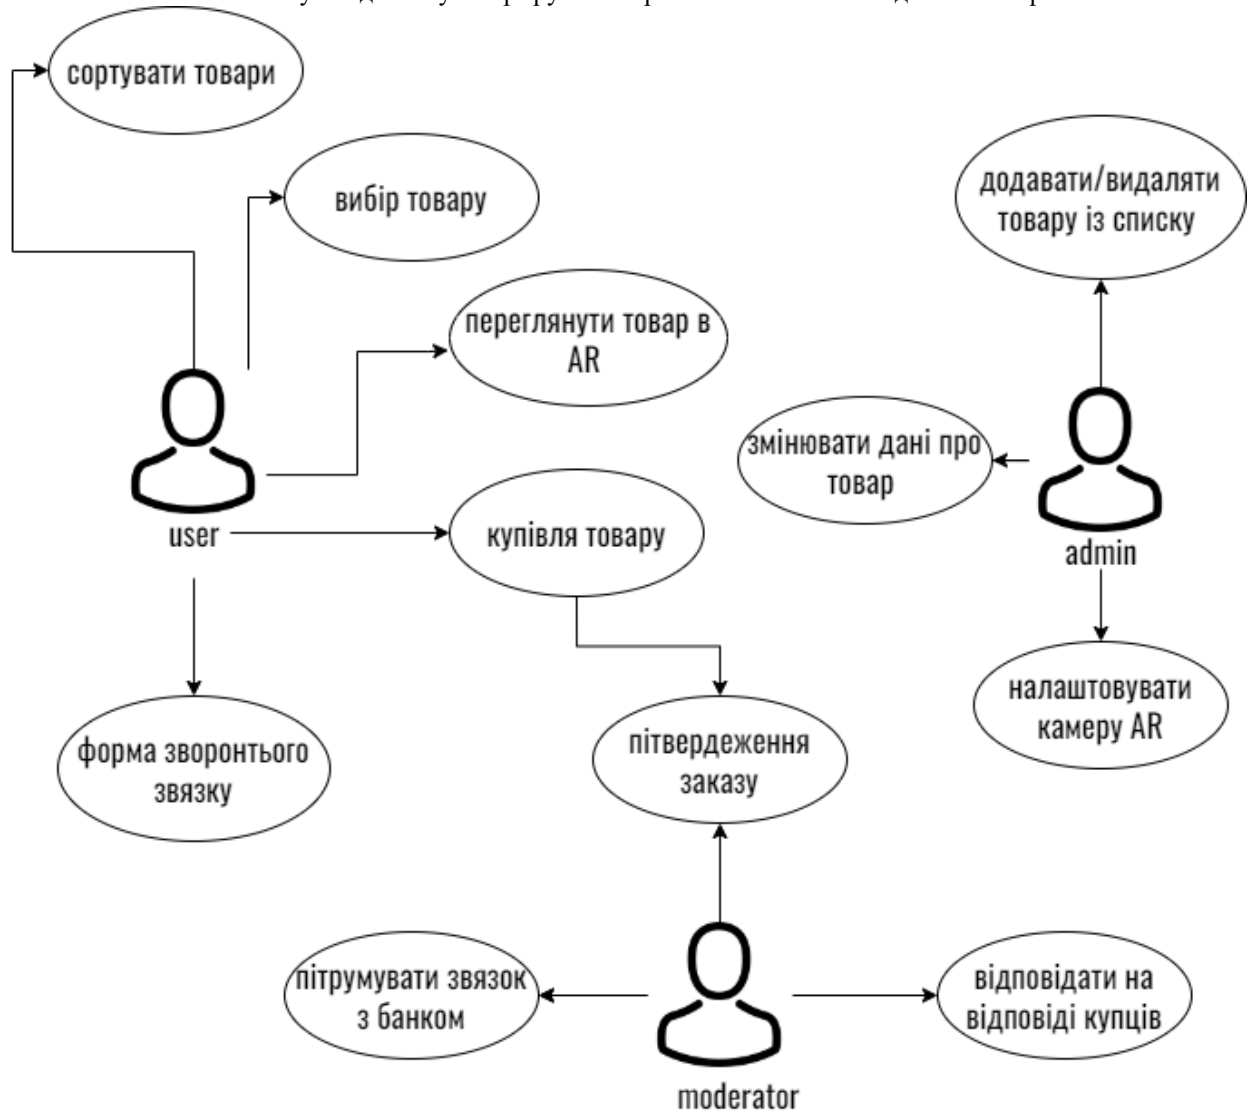 сортувати товари
вибір товару
додавати/видаляти
товару із списку
переглянути товар в
AR
змінювати дані про
товар
user
купівля товару
admin
налаштовувати
камеру AR
форма зворонтього
звязку
пітвердеження
заказу
пітрумувати звязок
з банком
відповідати на
відповіді купців
moderator